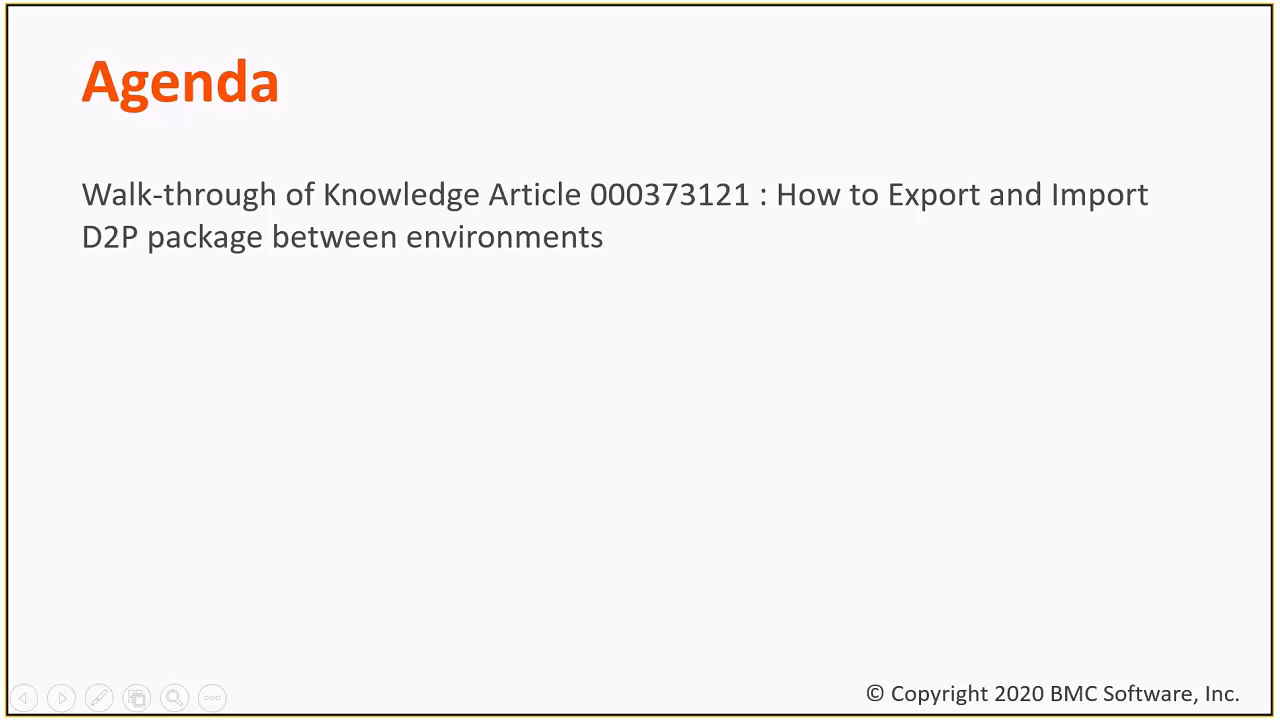 Agenda
Walk-through of Knowledge Article 000373121 : How to Export and Import
D2P package between environments
© Copyright 2020 BMC Software, Inc.